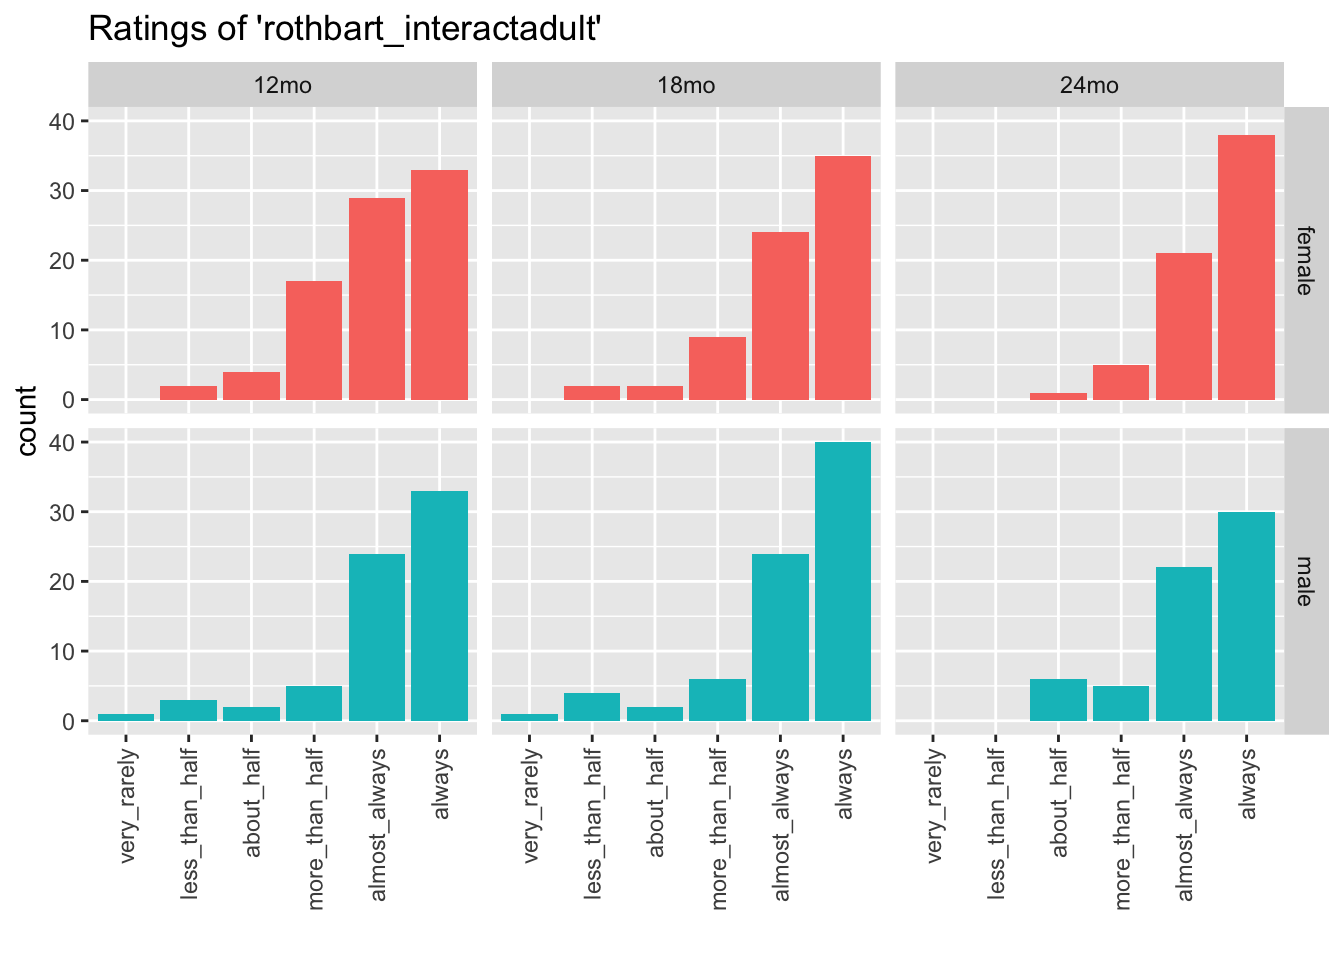 Ratings of 'rothbart_interactadult'
12mo 18mo 24mo
40
30
20
10
0
female
count
40
30
20
10
0
male
very_rarely less_than_half about_half more_than_half almost_always always
very_rarely less_than_half about_half more_than_half almost_always always
very_rarely less_than_half about_half more_than_half almost_always always